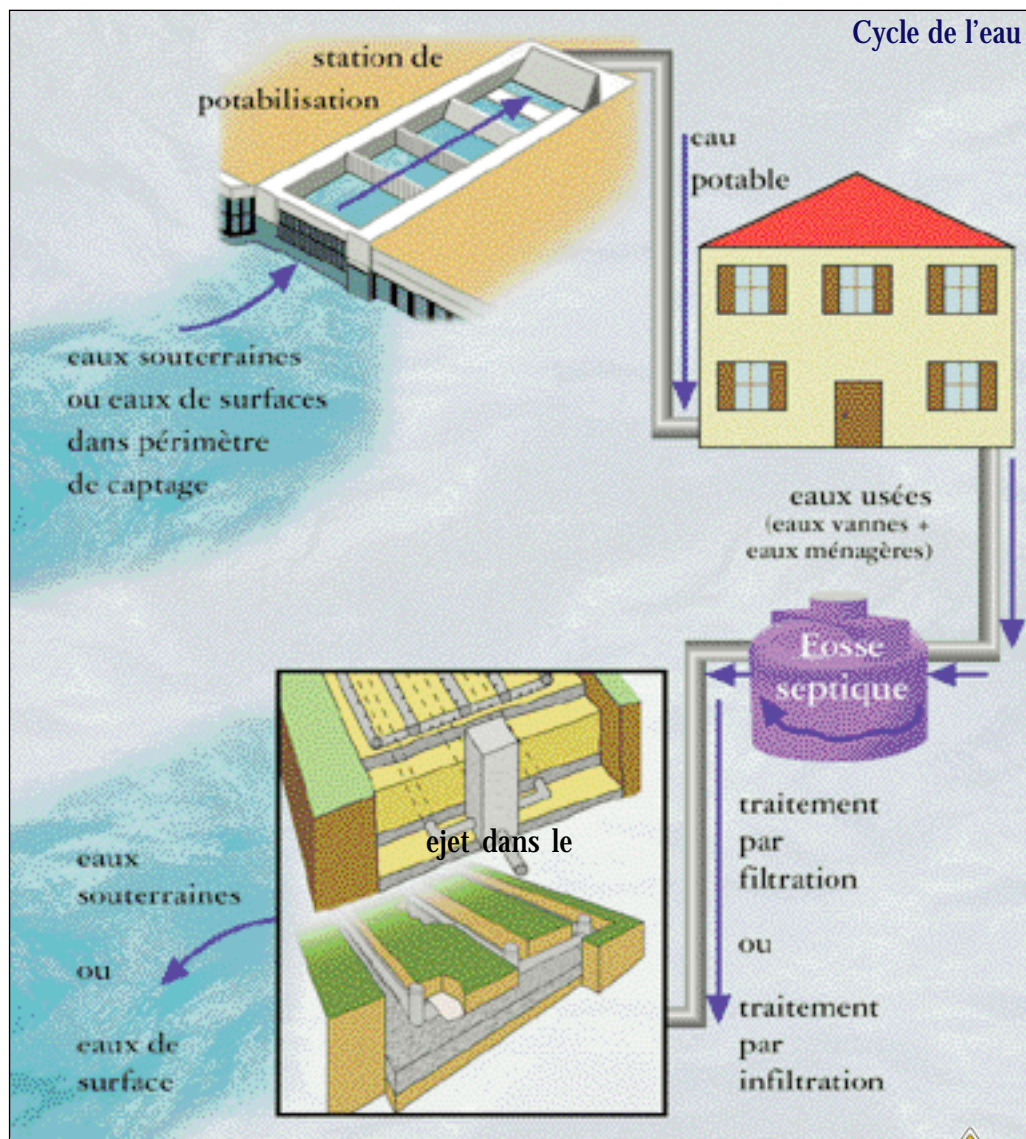 Cycle de l'eau
station de
potabilisation
eau
potable
eaux souterraines
ou eaux de surfaces
dans périmètre
de captage
eaux usées
(eaux vannes +
eaux ménagères)
Fosse
septique
traitement
par
filtration
ou
traitement
par
infiltration
ejet dans le
eaux
souterraines
ou
eaux de
surface